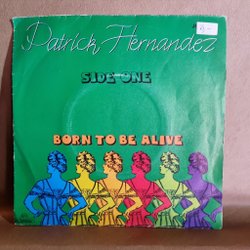 Patrick Hernandez
SIDE ONE
BORN TO BE ALIVE